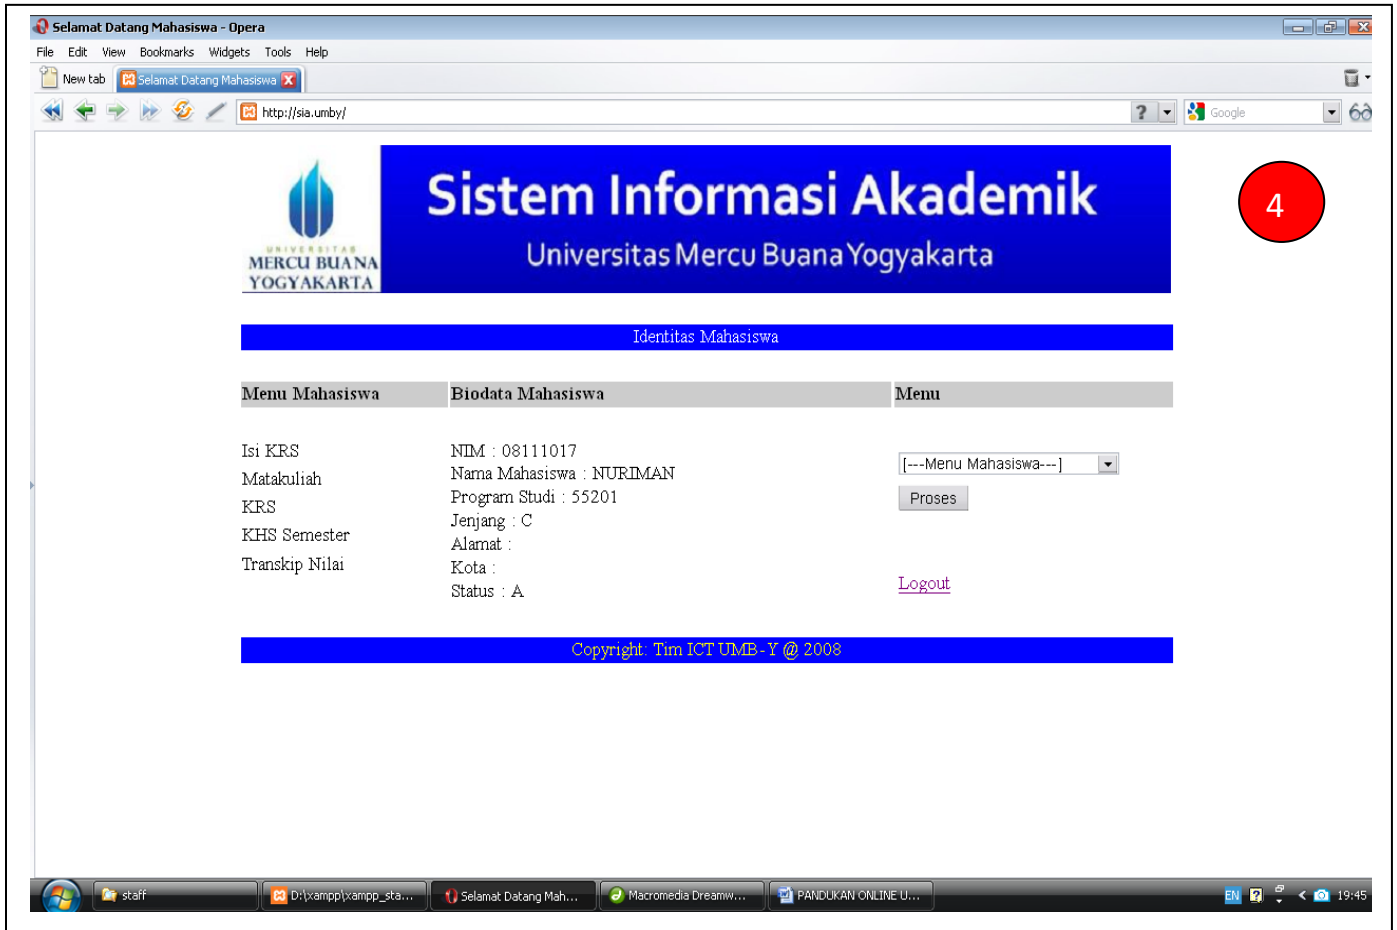 Selamat Datang Mahasiswa - Opera
File Edit View Bookmarks Widgets Tools Help
New tab Selamat Datang Mahasiswa
http://sia.umby/ ? Google
UNIVERSITAS
MERCU BUANA
YOGYAKARTA
Sistem Informasi Akademik
Universitas Mercu Buana Yogyakarta
4
Identitas Mahasiswa
Menu Mahasiswa
Isi KRS
Matakuliah
KRS
KHS Semester
Transkip Nilai
Biodata Mahasiswa
NIM : 08111017
Nama Mahasiswa : NURIMAN
Program Studi : 55201
Jenjang : C
Alamat :
Kota :
Status : A
Menu
[---Menu Mahasiswa---]
Proses
Logout
Copyright: Tim ICT UMB-Y @ 2008
staff D:\xampp\xampp_sta... Selamat Datang Mah... Macromedia Dreamw... PANDUKAN ONLINE U... EN ? < 19:45